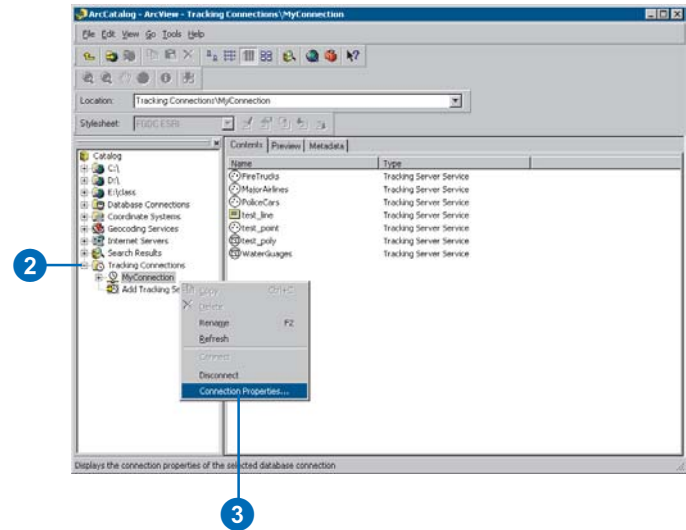 ArcCatalog - ArcView - Tracking Connections\MyConnection
File Edit View Go Tools Help
Location: Tracking Connections\MyConnection
Stylesheet: FGDC ESRI
Contents Preview Metadata
Catalog
C:\
D:\
E:\class
Database Connections
Coordinate Systems
Geocoding Services
Internet Servers
Search Results
Tracking Connections
MyConnection
Add Tracking Se
Name Type
FireTrucks Tracking Server Service
MajorAirlines Tracking Server Service
PoliceCars Tracking Server Service
test_line Tracking Server Service
test_point Tracking Server Service
test_poly Tracking Server Service
WaterGuages Tracking Server Service
Copy Ctrl+C
Delete
Rename F2
Refresh
Connect
Disconnect
Connection Properties...
Displays the connection properties of the selected database connection
2
3